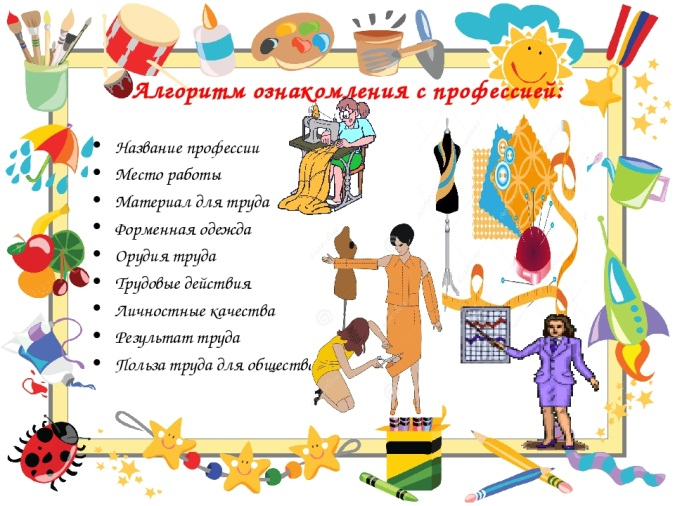 Алгоритм ознакомления с профессией:
• Название профессии
• Место работы
• Материал для труда
• Форменная одежда
• Орудия труда
• Трудовые действия
• Личностные качества
• Результат труда
• Польза труда для общества